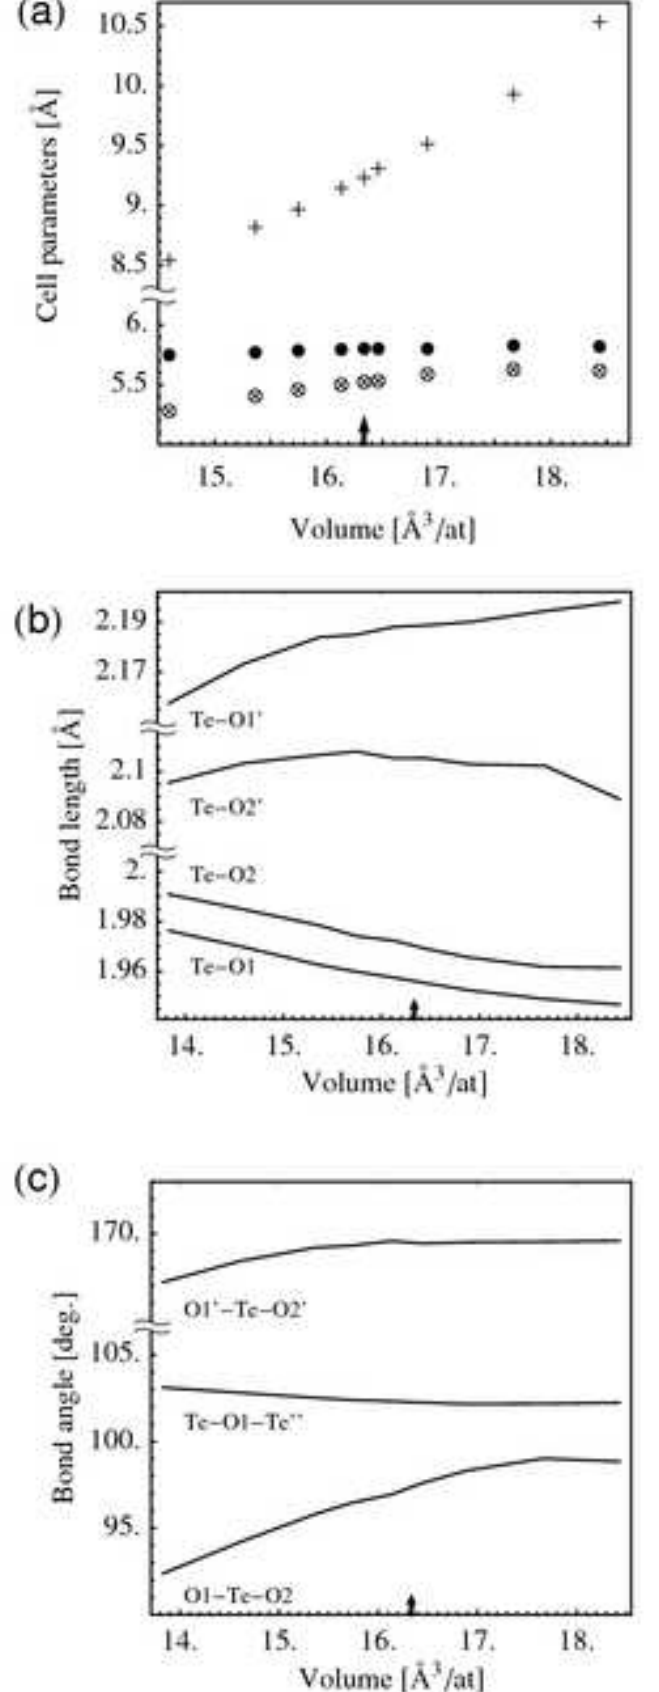 (a)
10.5
10.
9.5
9.
8.5
6.
5.5
Cell parameters [Å]
15. 16. 17. 18.
Volume [Å³/at]
(b)
2.19
2.17
Te−O1'
2.1
Te−O2'
2.08
2.
Te−O2
1.98
Te−O1
1.96
Bond length [Å]
14. 15. 16. 17. 18.
Volume [Å³/at]
(c)
170.
O1'−Te−O2'
105.
Te−O1−Te''
100.
95.
O1−Te−O2
Bond angle [deg.]
14. 15. 16. 17. 18.
Volume [Å³/at]